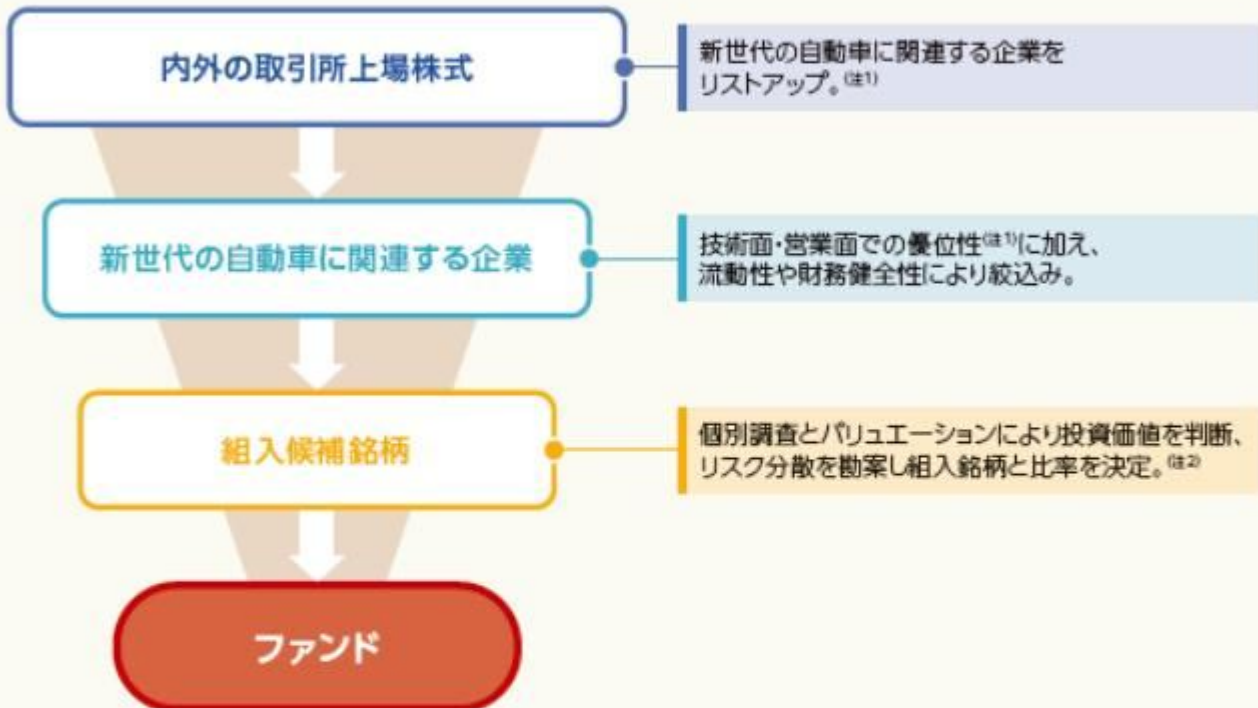 内外の取引所上場株式
新世代の自動車に関連する企業を
リストアップ。(注1)
新世代の自動車に関連する企業
技術面・営業面での優位性(注1)に加え、
流動性や財務健全性により絞込み。
組入候補銘柄
個別調査とバリュエーションにより投資価値を判断、
リスク分散を勘案し組入銘柄と比率を決定。(注2)
ファンド